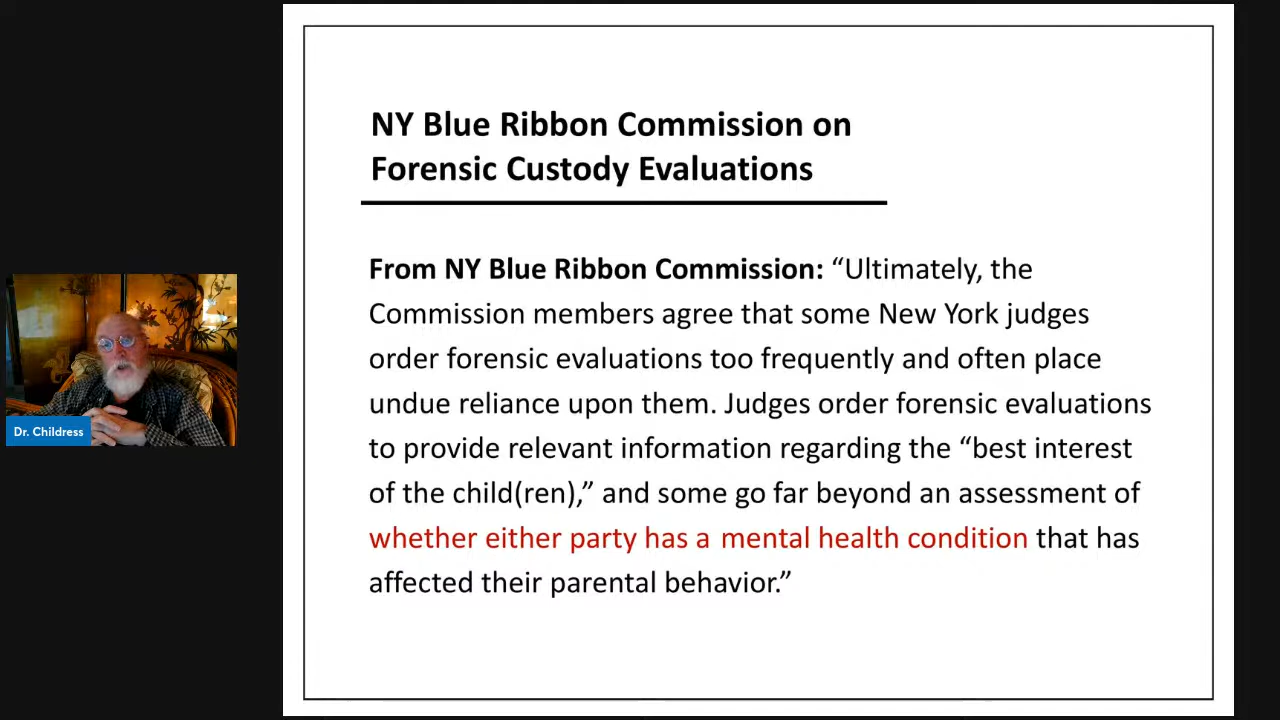 NY Blue Ribbon Commission on
Forensic Custody Evaluations
From NY Blue Ribbon Commission: “Ultimately, the
Commission members agree that some New York judges
order forensic evaluations too frequently and often place
undue reliance upon them. Judges order forensic evaluations
to provide relevant information regarding the “best interest
of the child(ren),” and some go far beyond an assessment of
whether either party has a mental health condition that has
affected their parental behavior.”
Dr. Childress